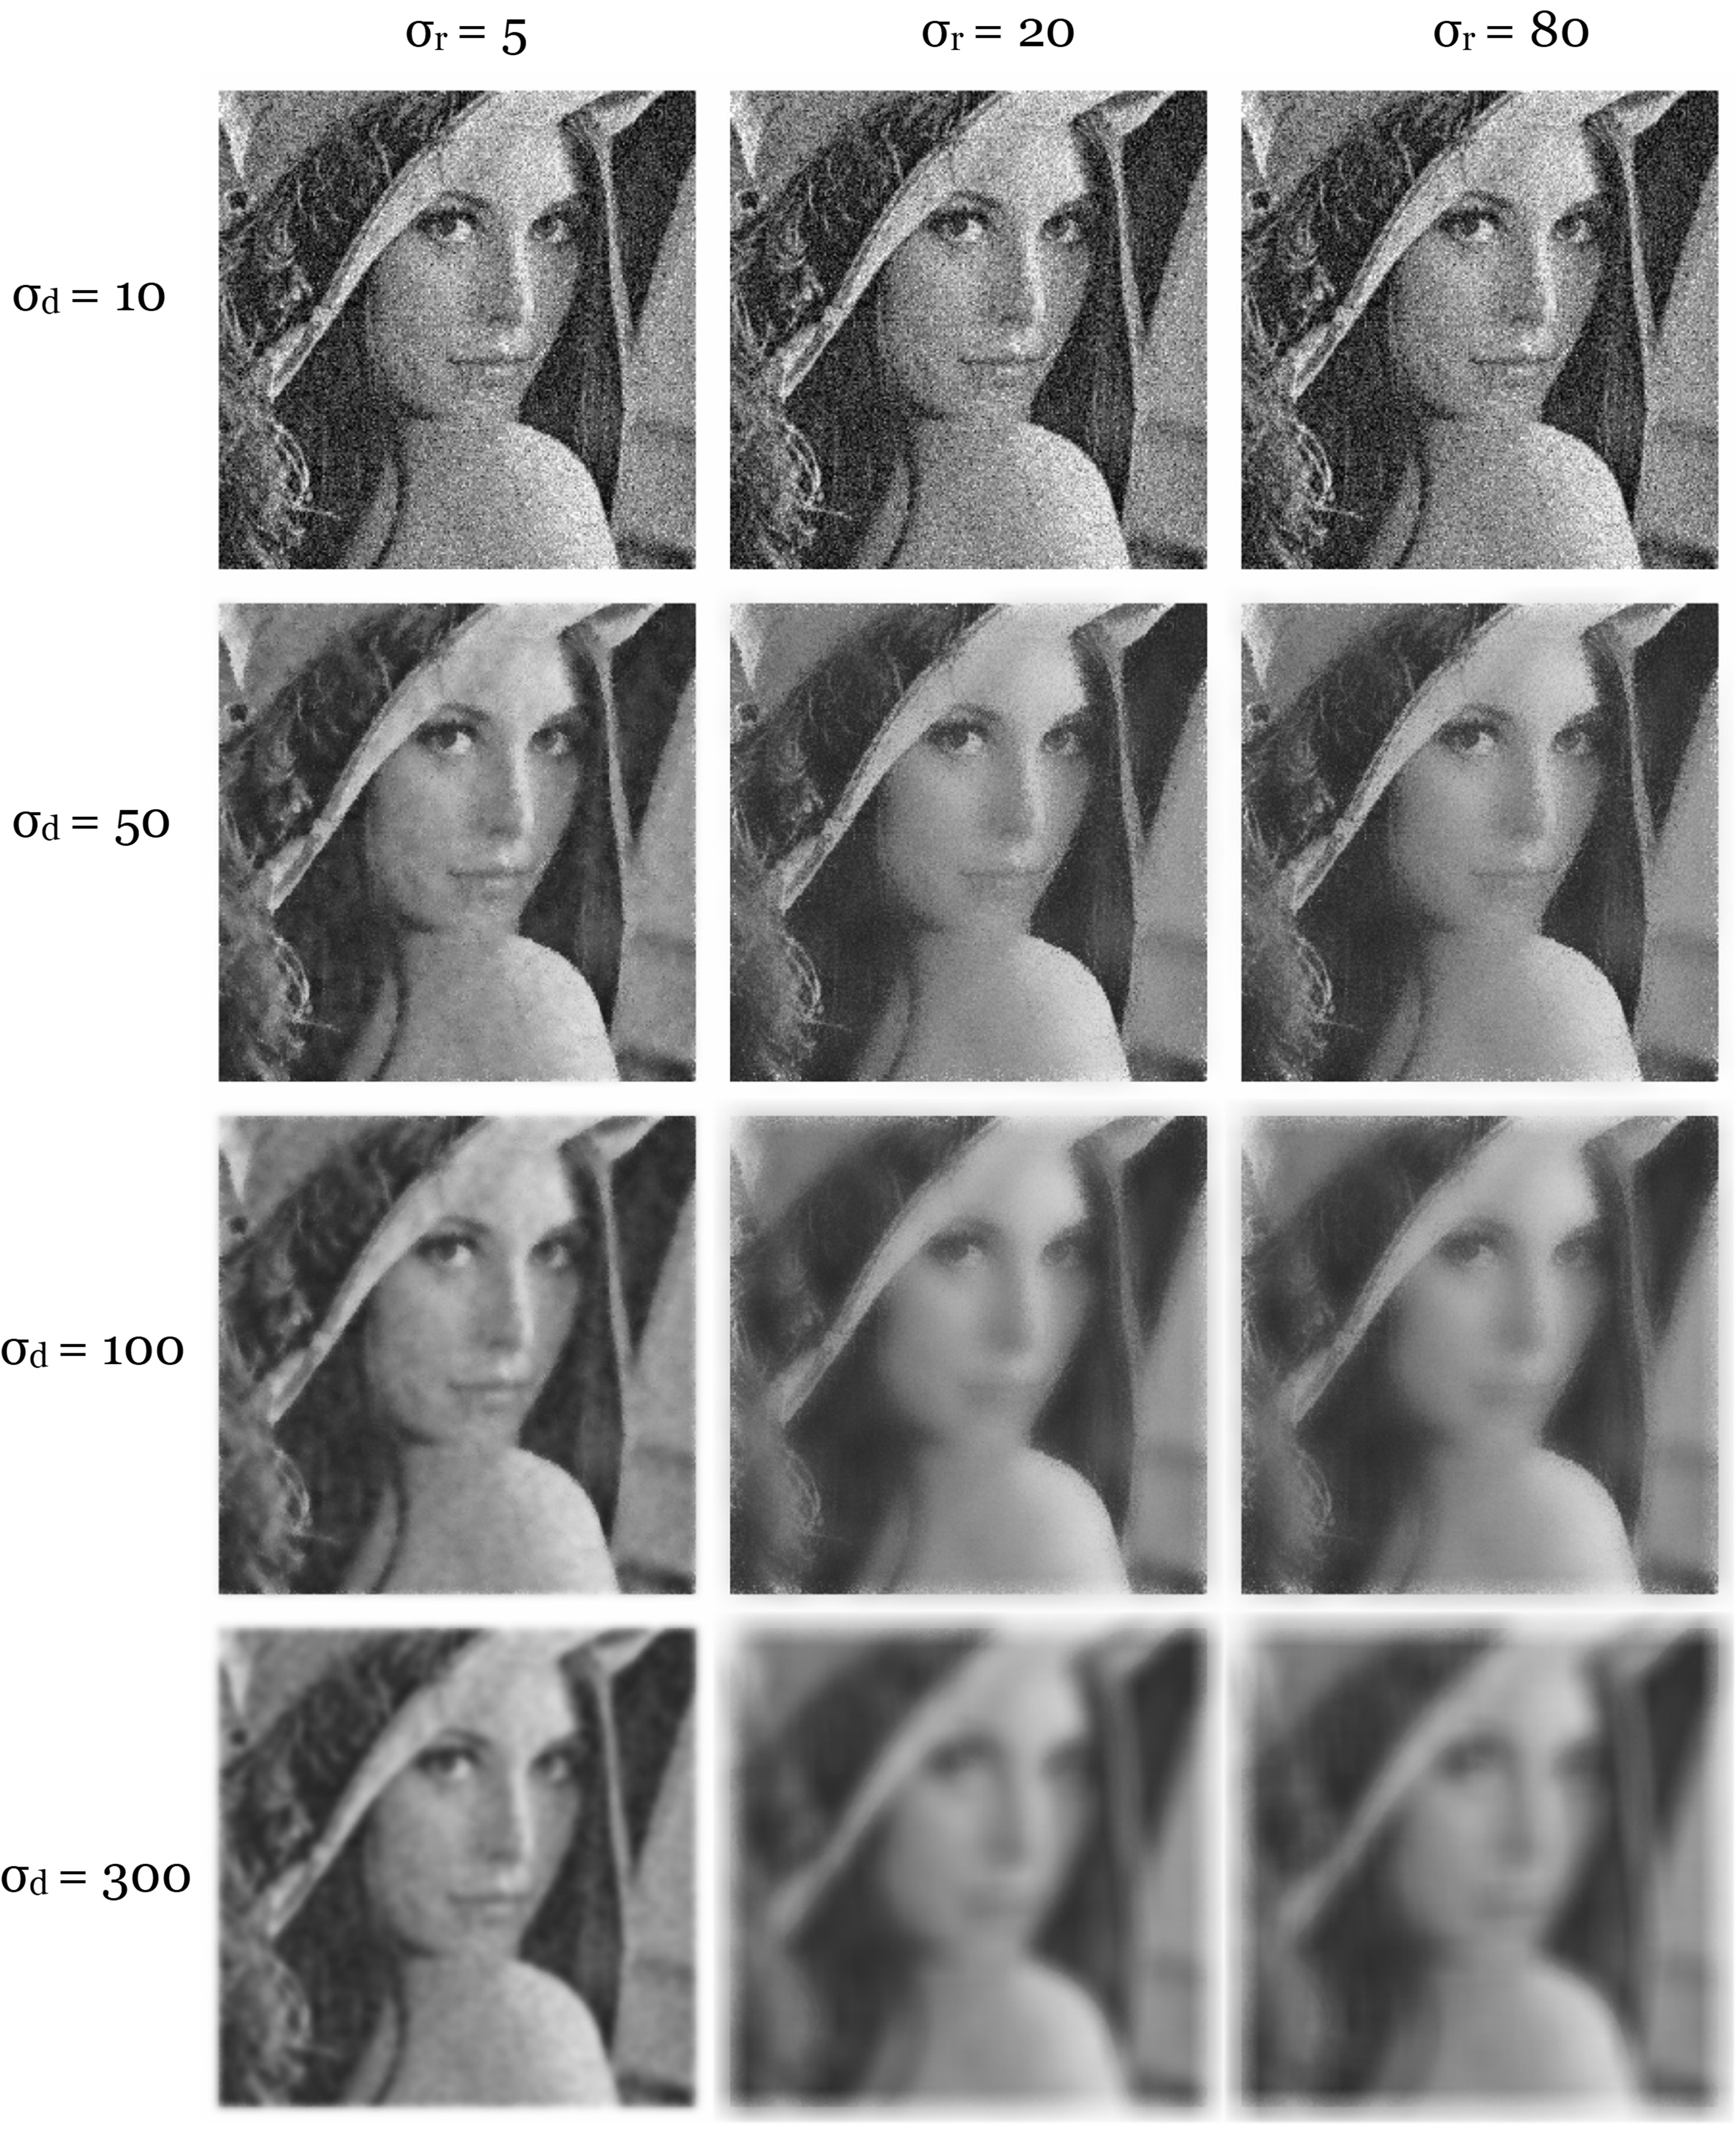 σr = 5
σr = 20
σr = 80
σd = 10
σd = 50
σd = 100
σd = 300